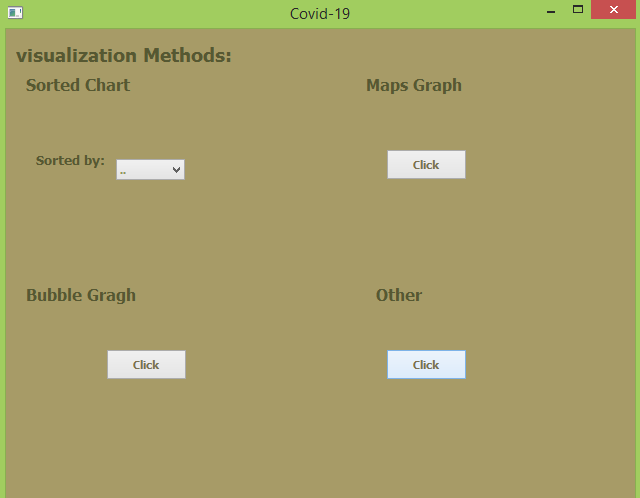 Covid-19
visualization Methods:
Sorted Chart
Maps Graph
Sorted by:
..
Click
Bubble Gragh
Other
Click
Click